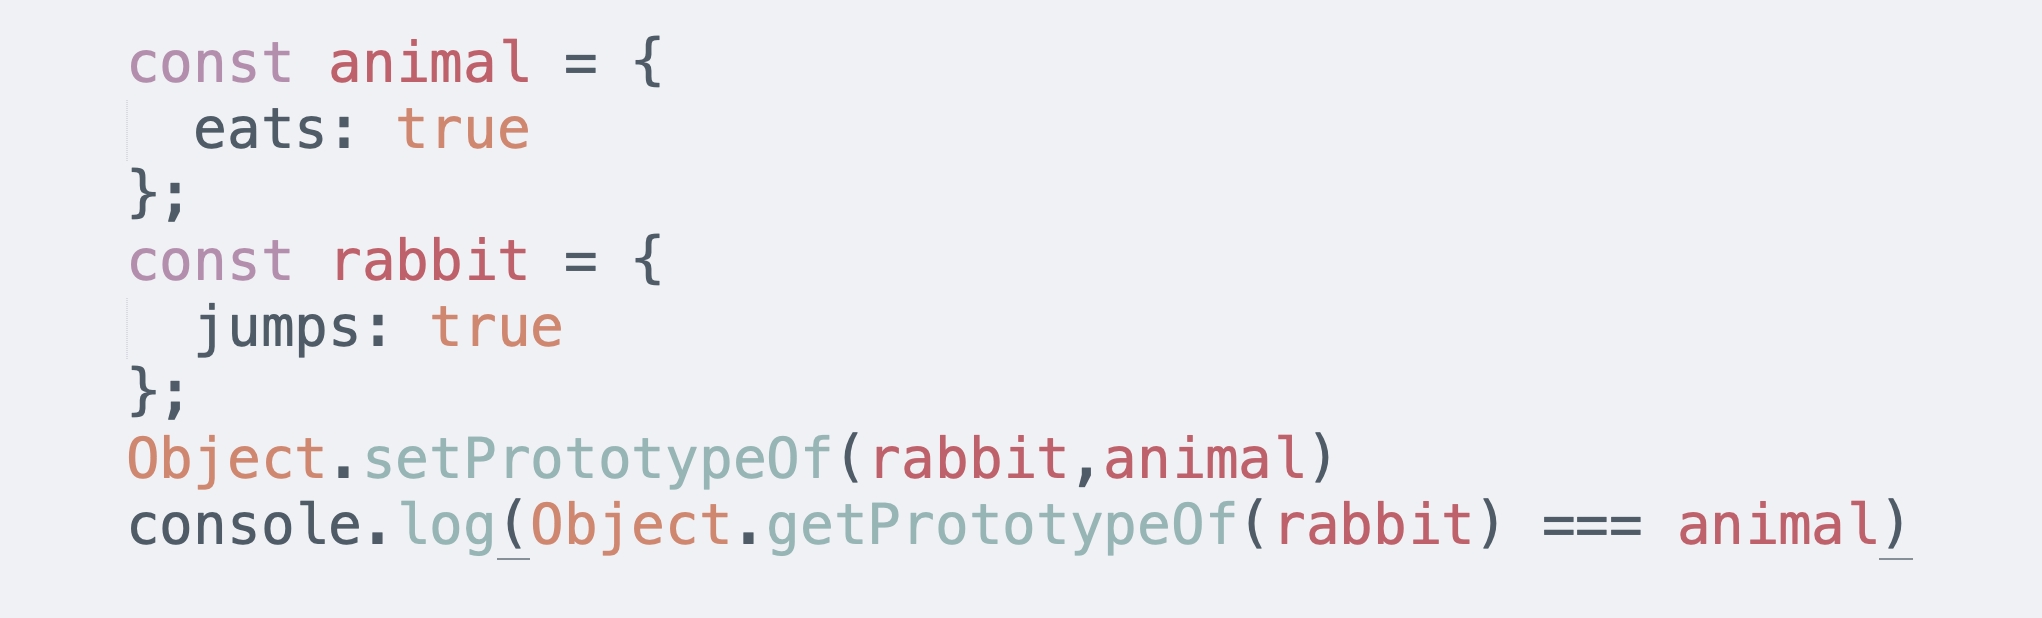 const animal = {
  eats: true
};
const rabbit = {
  jumps: true
};
Object.setPrototypeOf(rabbit,animal)
console.log(Object.getPrototypeOf(rabbit) === animal)